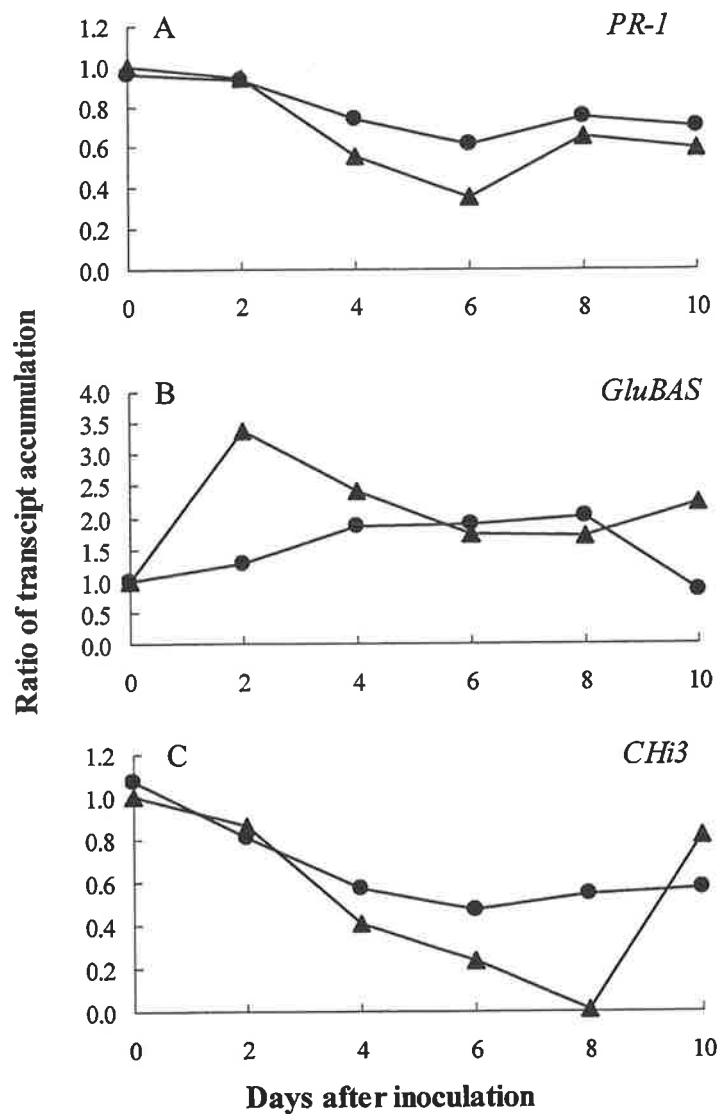 A PR-1
1.2
1.0
0.8
0.6
0.4
0.2
0.0
0 2 4 6 8 10
B GluBAS
4.0
3.5
3.0
2.5
2.0
1.5
1.0
0.5
0.0
0 2 4 6 8 10
C CHi3
1.2
1.0
0.8
0.6
0.4
0.2
0.0
0 2 4 6 8 10
Ratio of transcipt accumulation
Days after inoculation